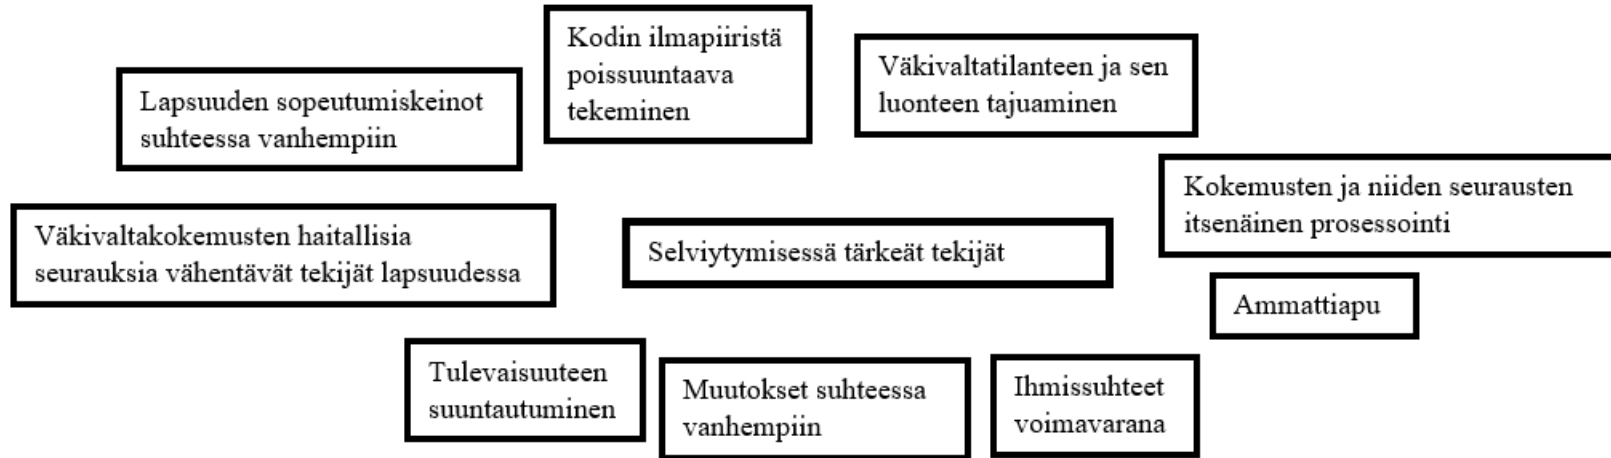 Kodin ilmapiiristä
poissuuntaava
tekeminen
Väkivaltatilanteen ja sen
luonteen tajuaminen
Lapsuuden sopeutumiskeinot
suhteessa vanhempiin
Kokemusten ja niiden seurausten
itsenäinen prosessointi
Väkivaltakokemusten haitallisia
seurauksia vähentävät tekijät lapsuudessa
Selviytymisessä tärkeät tekijät
Ammattiapu
Tulevaisuuteen
suuntautuminen
Muutokset suhteessa
vanhempiin
Ihmissuhteet
voimavarana